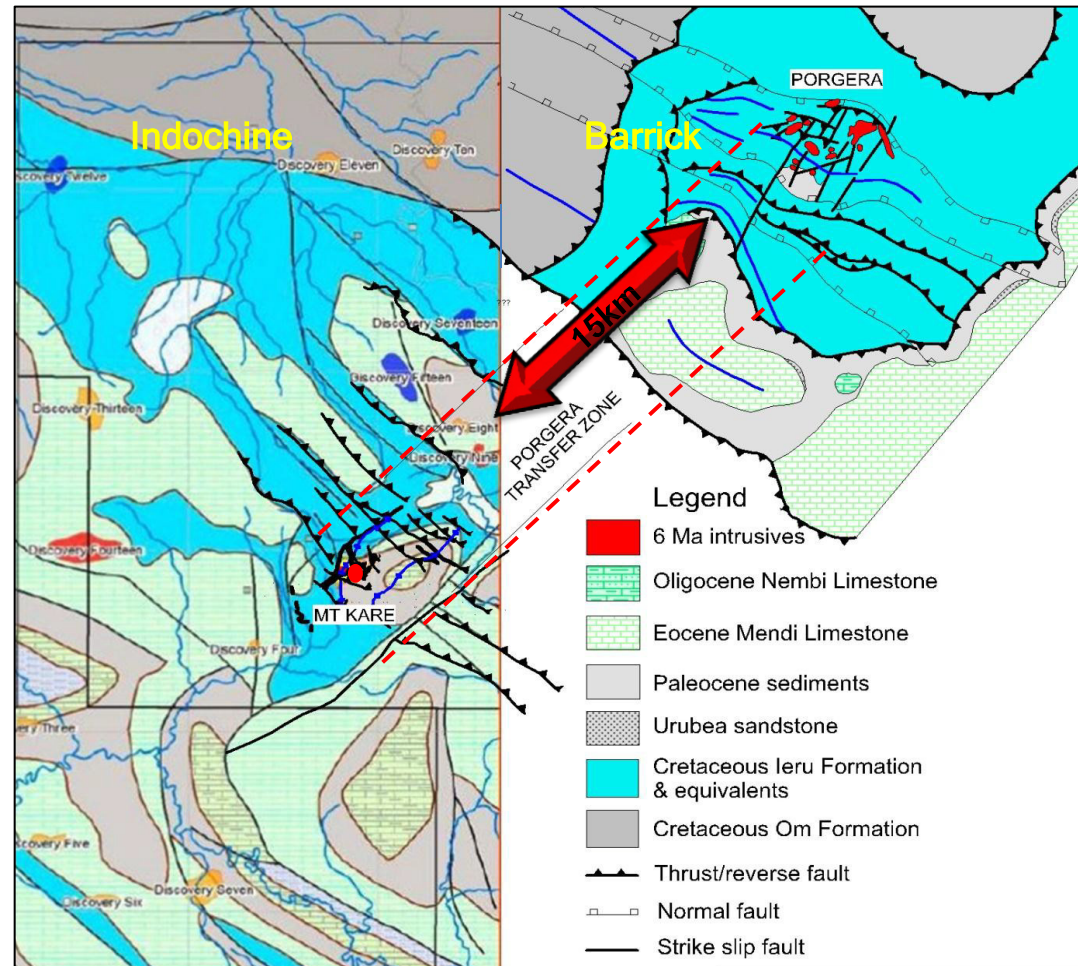 PORGERA
Indochine
Barrick
Discovery Ten
Discovery Eleven
scovery Twelve
???
Discovery Seventeen
15km
Discovery Fifteen
Discovery Thirteen
Discovery Eight
Discovery Nine
PORGERA
TRANSFER ZONE
Discovery Fourteen
MT KARE
Discovery Four
very Three
scovery Five
Discovery Seven
Discovery Six
Legend
6 Ma intrusives
Oligocene Nembi Limestone
Eocene Mendi Limestone
Paleocene sediments
Urubea sandstone
Cretaceous Ieru Formation
& equivalents
Cretaceous Om Formation
Thrust/reverse fault
Normal fault
Strike slip fault